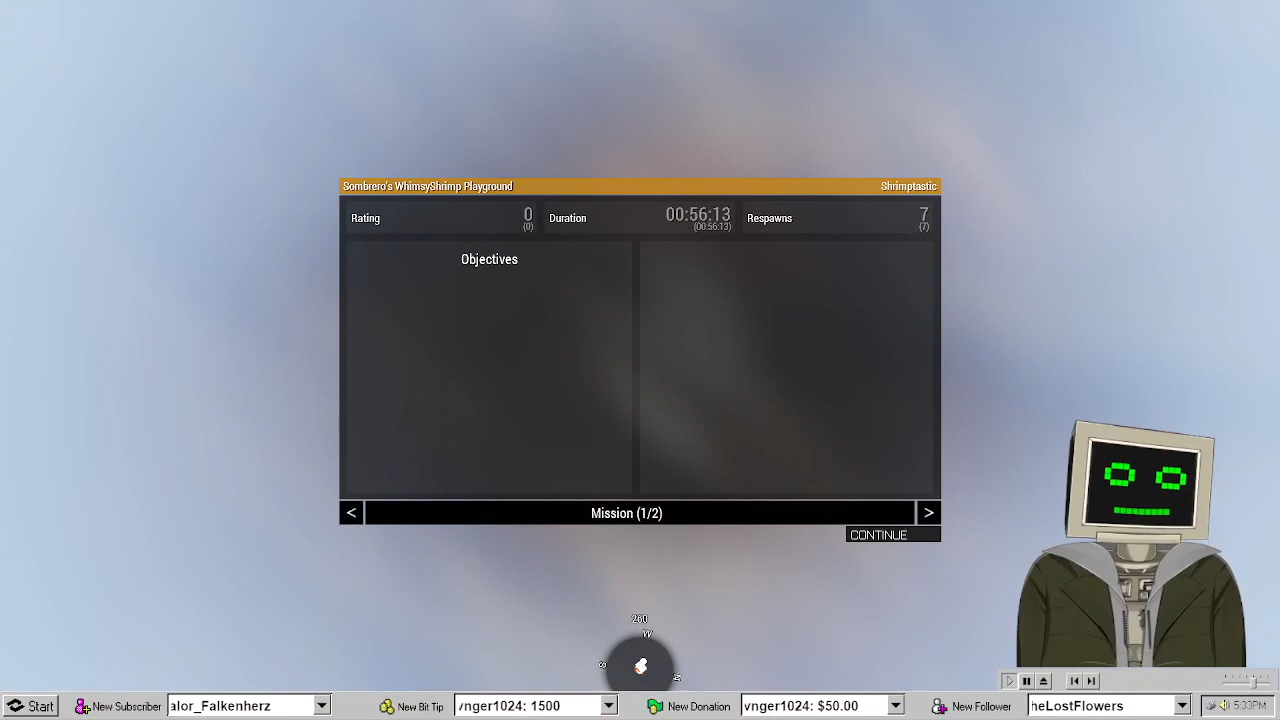 Sombrero's WhimsyShrimp Playground
Shrimptastic
Rating 0 (0)
Duration 00:56:13 (00:56:13)
Respawns 7 (7)
Objectives
< Mission (1/2) >
CONTINUE
260
W
S
Start New Subscriber alor_Falkenherz New Bit Tip vnger1024: 1500 New Donation vnger1024: $50.00 New Follower heLostFlowers 5:33PM